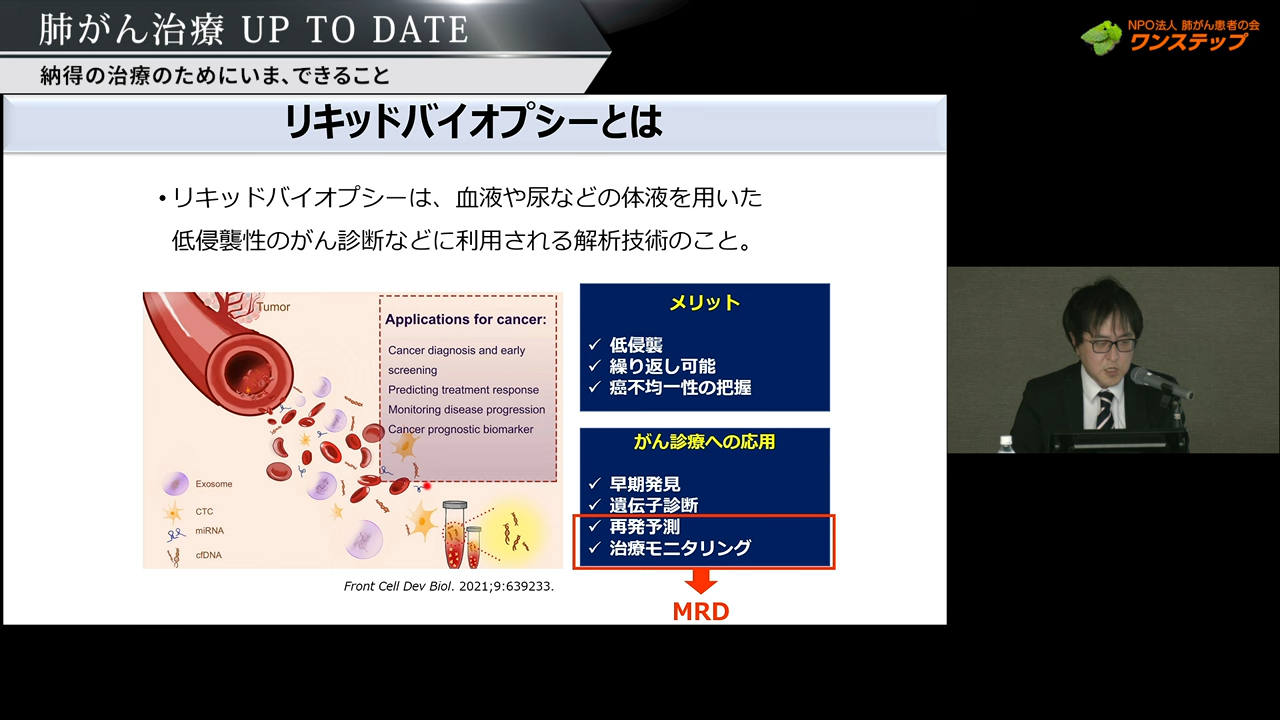 肺がん治療 UP TO DATE
納得の治療のためにいま、できること
NPO法人 肺がん患者の会
ワンステップ
リキッドバイオプシーとは
• リキッドバイオプシーは、血液や尿などの体液を用いた
低侵襲性のがん診断などに利用される解析技術のこと。
Tumor
Applications for cancer:
Cancer diagnosis and early
screening
Predicting treatment response
Monitoring disease progression
Cancer prognostic biomarker
Exosome
CTC
miRNA
cfDNA
Front Cell Dev Biol. 2021;9:639233.
メリット
✓ 低侵襲
✓ 繰り返し可能
✓ 癌不均一性の把握
がん診療への応用
✓ 早期発見
✓ 遺伝子診断
✓ 再発予測
✓ 治療モニタリング
MRD